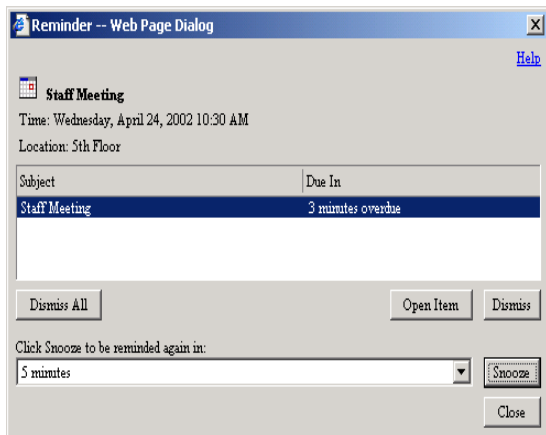 Reminder -- Web Page Dialog
Help
Staff Meeting
Time: Wednesday, April 24, 2002 10:30 AM
Location: 5th Floor
Subject Due In
Staff Meeting 3 minutes overdue
Dismiss All Open Item Dismiss
Click Snooze to be reminded again in:
5 minutes Snooze
Close